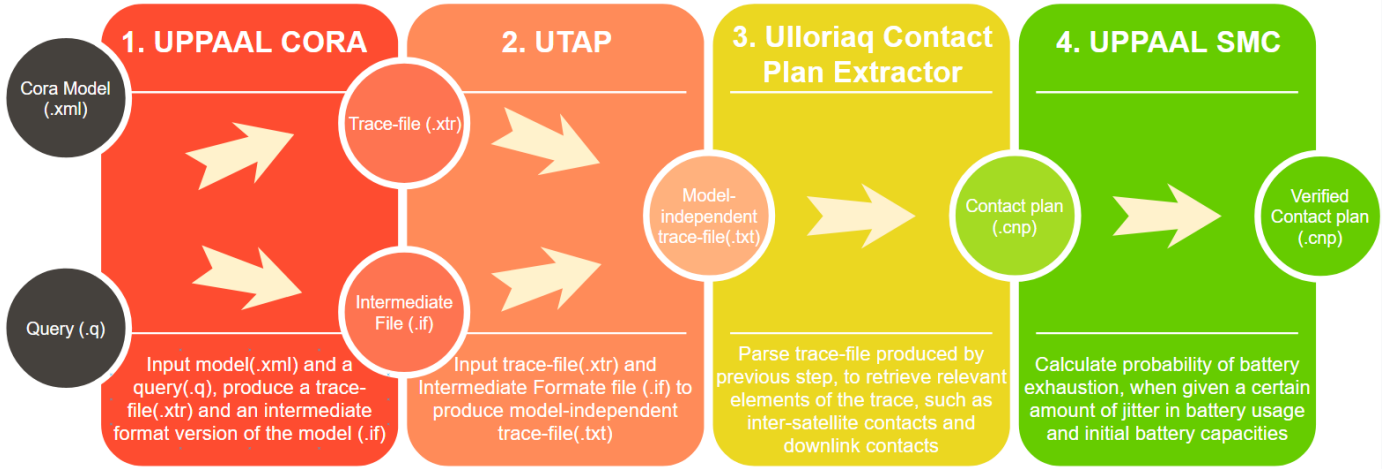 1. UPPAAL CORA
Cora Model
(.xml)
Query (.q)
Input model(.xml) and a
query(.q), produce a trace-
file(.xtr) and an intermediate
format version of the model (.if)
2. UTAP
Trace-file (.xtr)
Intermediate
File (.if)
Input trace-file(.xtr) and
Intermediate Formate file (.if) to
produce model-independent
trace-file(.txt)
3. Ulloriaq Contact
Plan Extractor
Model-
independent
trace-file(.txt)
Parse trace-file produced by
previous step, to retrieve relevant
elements of the trace, such as
inter-satellite contacts and
downlink contacts
4. UPPAAL SMC
Contact plan
(.cnp)
Verified
Contact plan
(.cnp)
Calculate probability of battery
exhaustion, when given a certain
amount of jitter in battery usage
and initial battery capacities